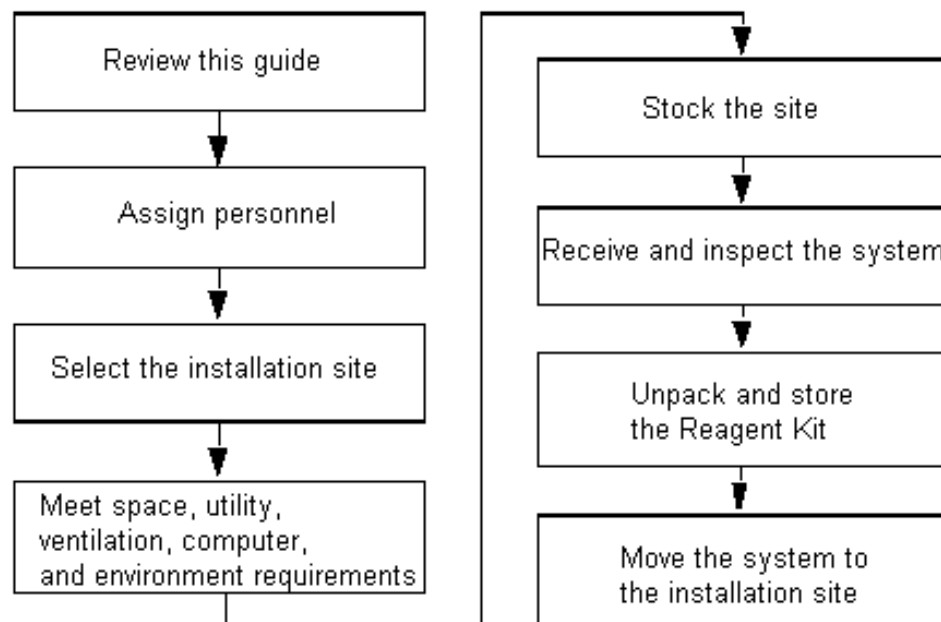 Review this guide
Assign personnel
Select the installation site
Meet space, utility,
ventilation, computer,
and environment requirements
Stock the site
Receive and inspect the system
Unpack and store
the Reagent Kit
Move the system to
the installation site